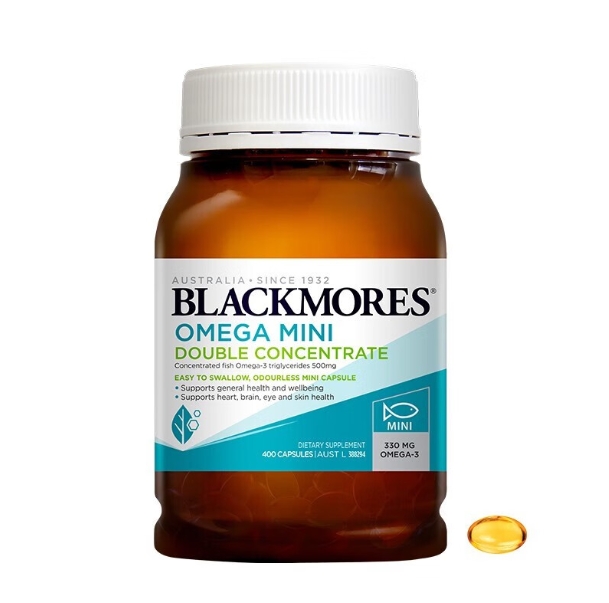 AUSTRALIA • SINCE 1932
BLACKMORES®
OMEGA MINI
DOUBLE CONCENTRATE
Concentrated fish Omega-3 triglycerides 500mg
EASY TO SWALLOW, ODOURLESS MINI CAPSULE
• Supports general health and wellbeing
• Supports heart, brain, eye and skin health
MINI
DIETARY SUPPLEMENT
400 CAPSULES | AUST L 388294
330 MG
OMEGA-3